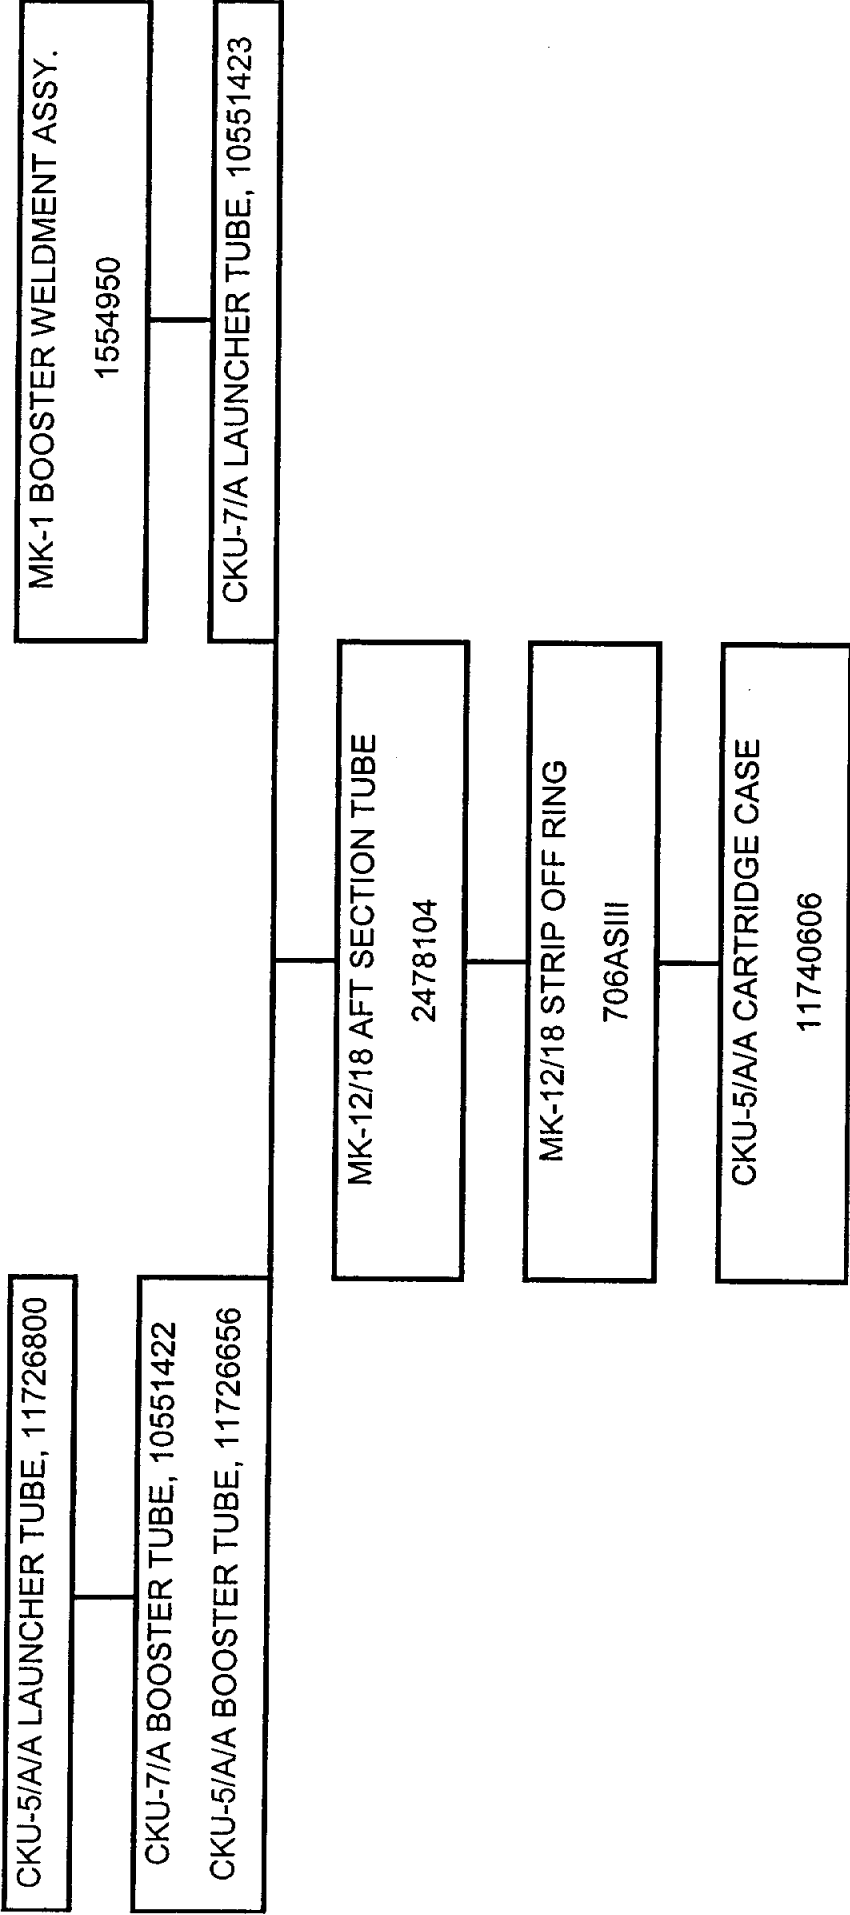 CKU-5/A/A LAUNCHER TUBE, 11726800
CKU-7/A BOOSTER TUBE, 10551422
CKU-5/A/A BOOSTER TUBE, 11726656
MK-1 BOOSTER WELDMENT ASSY.
1554950
CKU-7/A LAUNCHER TUBE, 10551423
MK-12/18 AFT SECTION TUBE
2478104
MK-12/18 STRIP OFF RING
706ASIII
CKU-5/A/A CARTRIDGE CASE
11740606